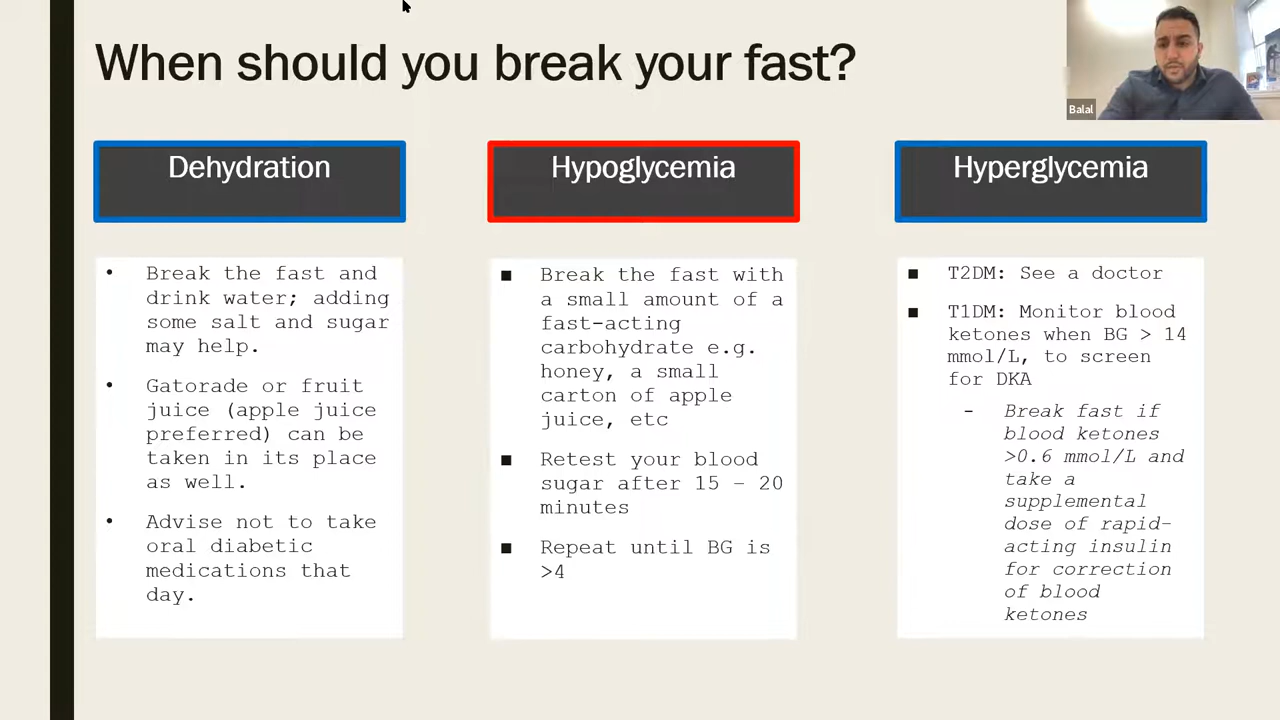 When should you break your fast?
Balal
Dehydration
• Break the fast and
drink water; adding
some salt and sugar
may help.
• Gatorade or fruit
juice (apple juice
preferred) can be
taken in its place
as well.
• Advise not to take
oral diabetic
medications that
day.
Hypoglycemia
■ Break the fast with
a small amount of a
fast-acting
carbohydrate e.g.
honey, a small
carton of apple
juice, etc
■ Retest your blood
sugar after 15 – 20
minutes
■ Repeat until BG is
>4
Hyperglycemia
■ T2DM: See a doctor
■ T1DM: Monitor blood
ketones when BG > 14
mmol/L, to screen
for DKA
- Break fast if
blood ketones
>0.6 mmol/L and
take a
supplemental
dose of rapid-
acting insulin
for correction
of blood
ketones